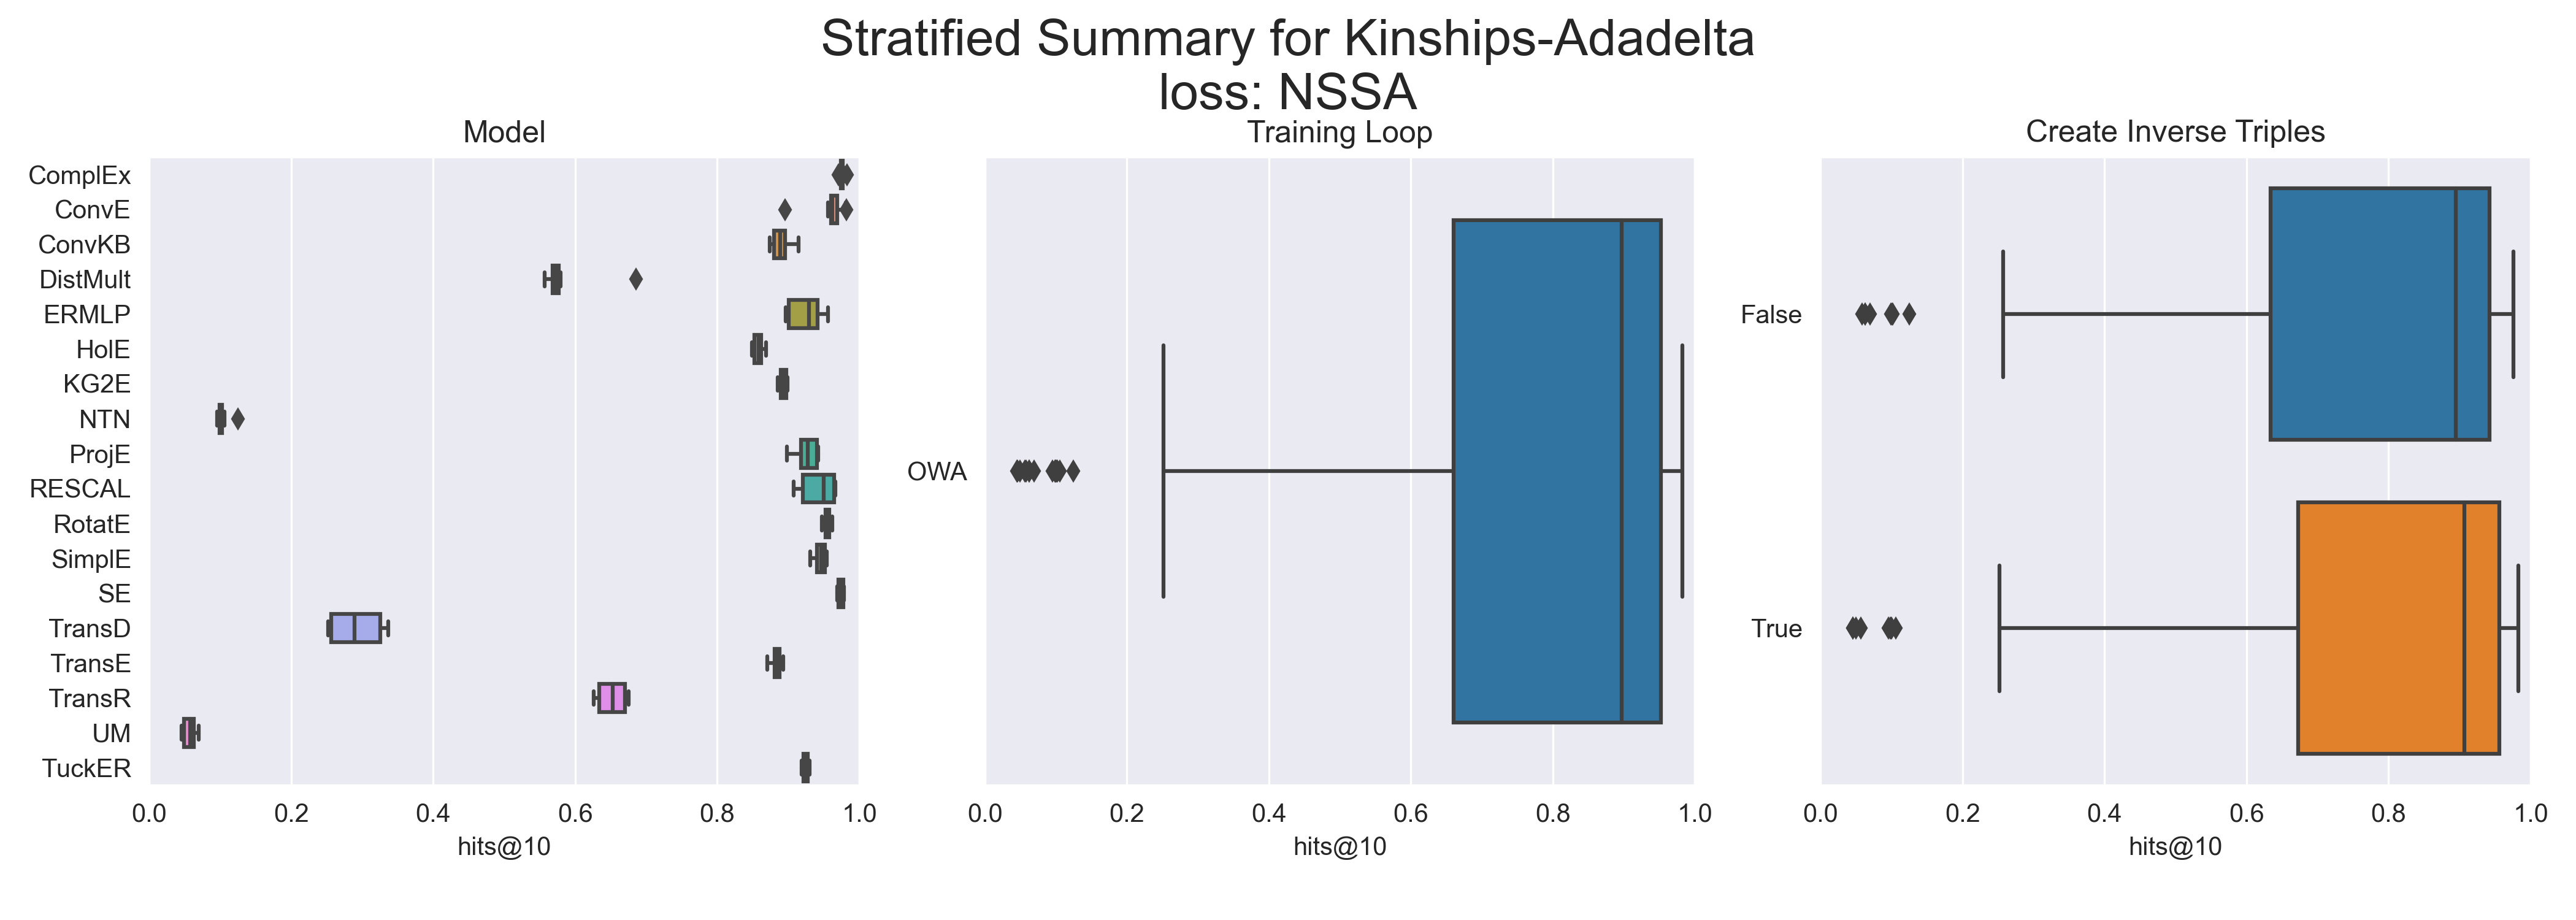 Stratified Summary for Kinships-Adadelta
loss: NSSA
Model
ComplEx
ConvE
ConvKB
DistMult
ERMLP
HolE
KG2E
NTN
ProjE
RESCAL
RotatE
SimplE
SE
TransD
TransE
TransR
UM
TuckER
0.0 0.2 0.4 0.6 0.8 1.0
hits@10
Training Loop
OWA
0.0 0.2 0.4 0.6 0.8 1.0
hits@10
Create Inverse Triples
False
True
0.0 0.2 0.4 0.6 0.8 1.0
hits@10